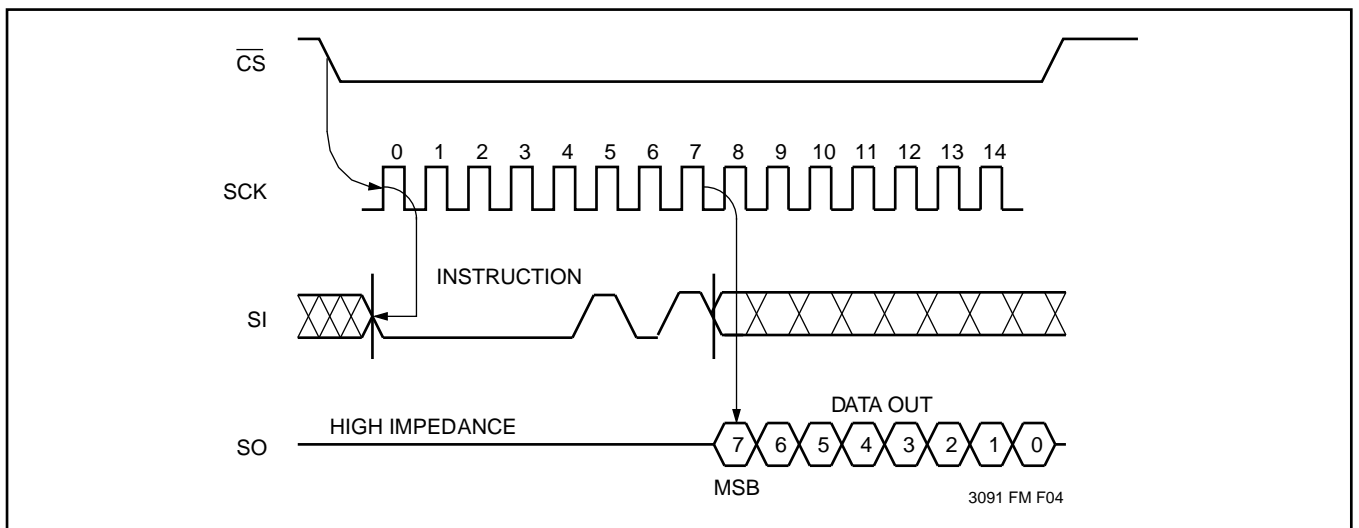 CS
0 1 2 3 4 5 6 7 8 9 10 11 12 13 14
SCK
INSTRUCTION
SI
DATA OUT
HIGH IMPEDANCE
SO
7 6 5 4 3 2 1 0
MSB
3091 FM F04